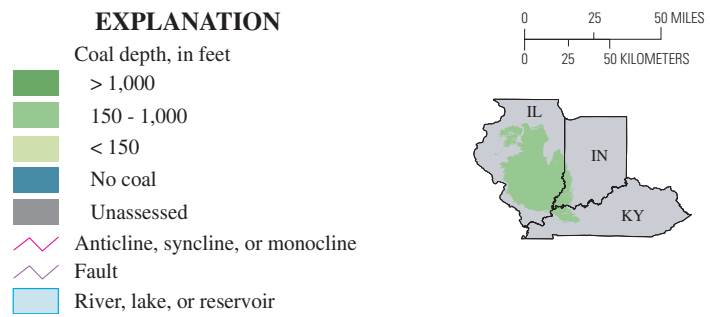 EXPLANATION
Coal depth, in feet
> 1,000
150 - 1,000
< 150
No coal
Unassessed
Anticline, syncline, or monocline
Fault
River, lake, or reservoir
0 25 50 MILES
0 25 50 KILOMETERS
IL
IN
KY